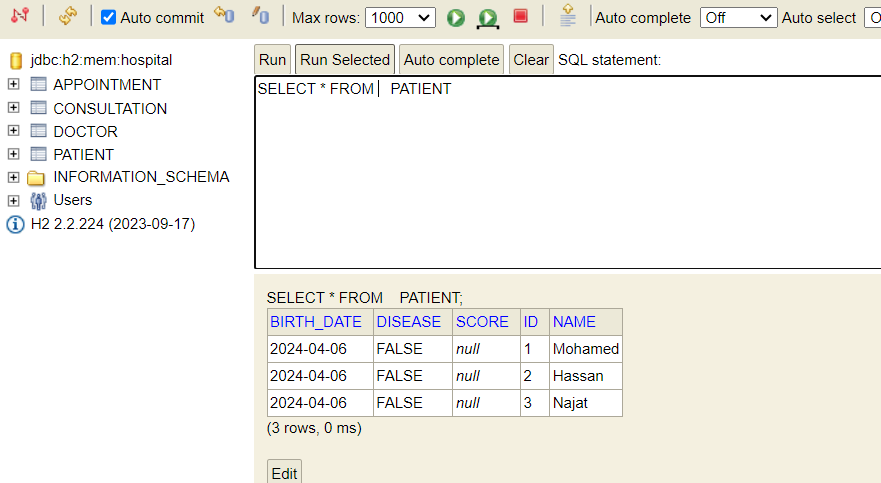 Auto commit Max rows: 1000 Auto complete Off Auto select O
jdbc:h2:mem:hospital
APPOINTMENT
CONSULTATION
DOCTOR
PATIENT
INFORMATION_SCHEMA
Users
H2 2.2.224 (2023-09-17)
Run Run Selected Auto complete Clear SQL statement:
SELECT * FROM PATIENT
SELECT * FROM PATIENT;
BIRTH_DATE DISEASE SCORE ID NAME
2024-04-06 FALSE null 1 Mohamed
2024-04-06 FALSE null 2 Hassan
2024-04-06 FALSE null 3 Najat
(3 rows, 0 ms)
Edit